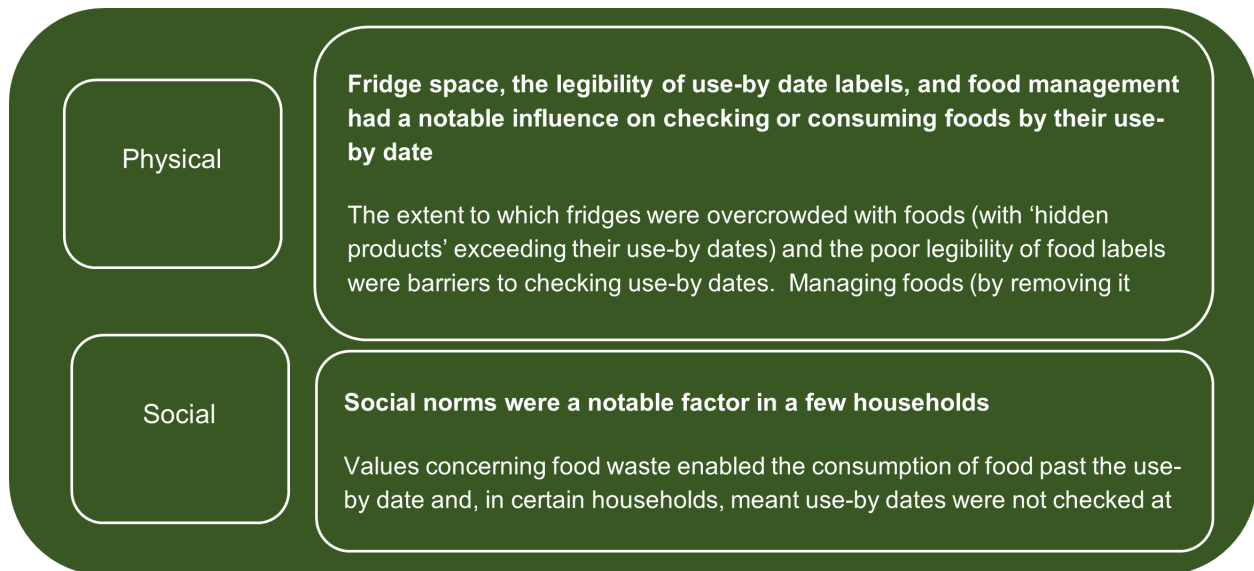 Physical
Fridge space, the legibility of use-by date labels, and food management
had a notable influence on checking or consuming foods by their use-
by date
The extent to which fridges were overcrowded with foods (with ‘hidden
products’ exceeding their use-by dates) and the poor legibility of food labels
were barriers to checking use-by dates.  Managing foods (by removing it
Social
Social norms were a notable factor in a few households
Values concerning food waste enabled the consumption of food past the use-
by date and, in certain households, meant use-by dates were not checked at